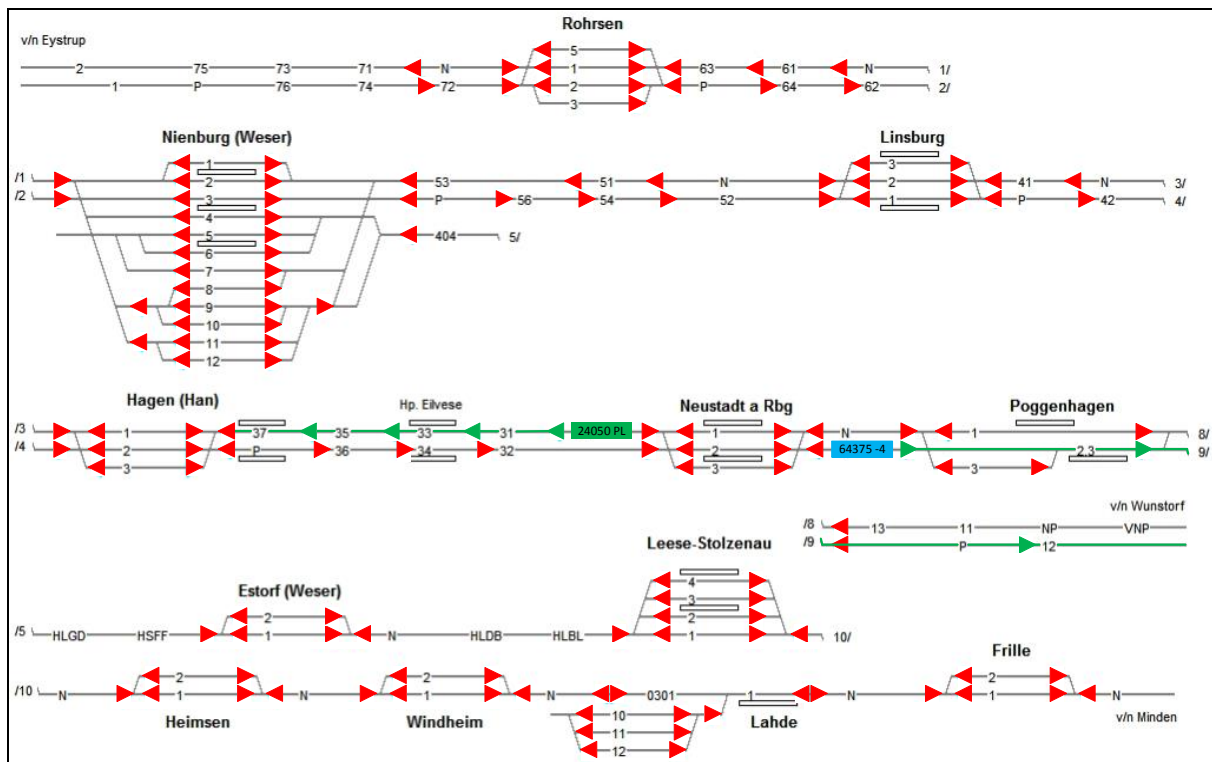 Rohrsen
v/n Eystrup
5
2 75 73 71 N 1 63 61 N 1/
1 P 76 74 72 2 P 64 62 2/
3
Nienburg (Weser) Linsburg
1 3
/1 2 53 51 N 2 41 N 3/
/2 3 P 56 54 52 1 P 42 4/
4
5 404 5/
6
7
8
9
10
11
12
Hagen (Han) Hp. Eilvese Neustadt a Rbg Poggenhagen
/3 1 37 35 33 31 24050 PL 1 N 1 8/
/4 2 P 36 34 32 2 64375 -4 2.3 9/
3 3 3
v/n Wunstorf
/8 13 11 NP VNP
/9 P 12
Leese-Stolzenau
4
Estorf (Weser) 3
2 2
/5 HLGD HSFF 1 N HLDB HLBL 1 10/
Frille
2 2 2
/10 N 1 N 1 N 0301 1 N 1 N
Heimsen Windheim 10 Lahde v/n Minden
11
12